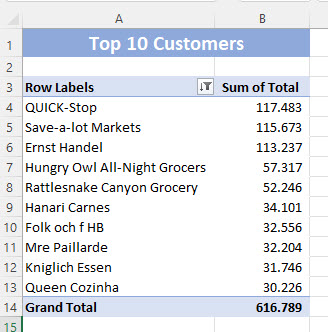 A B
1 Top 10 Customers
2
3 Row Labels Sum of Total
4 QUICK-Stop 117.483
5 Save-a-lot Markets 115.673
6 Ernst Handel 113.237
7 Hungry Owl All-Night Grocers 57.317
8 Rattlesnake Canyon Grocery 52.246
9 Hanari Carnes 34.101
10 Folk och f HB 32.556
11 Mre Paillarde 32.204
12 Kniglich Essen 31.746
13 Queen Cozinha 30.226
14 Grand Total 616.789
15